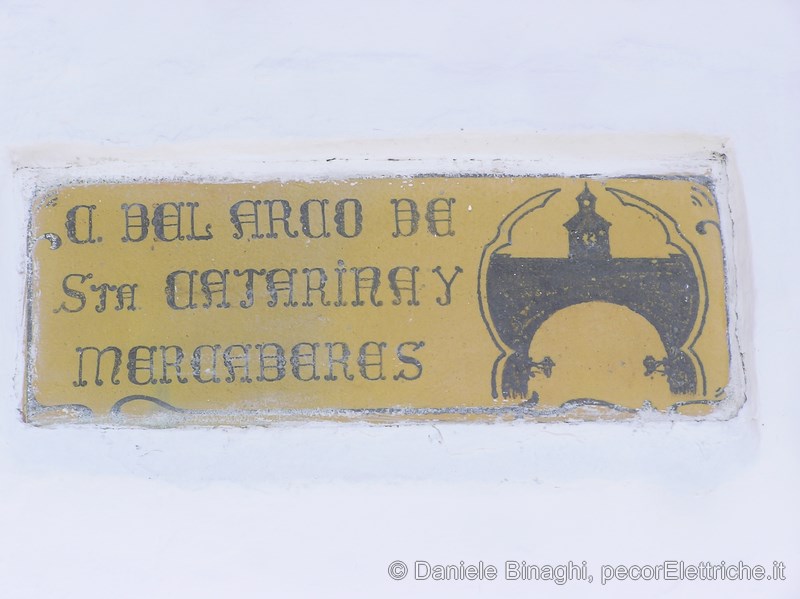 C. DEL ARCO DE
Sta CATARINA Y
MERCADERES
© Daniele Binaghi, pecorElettriche.it